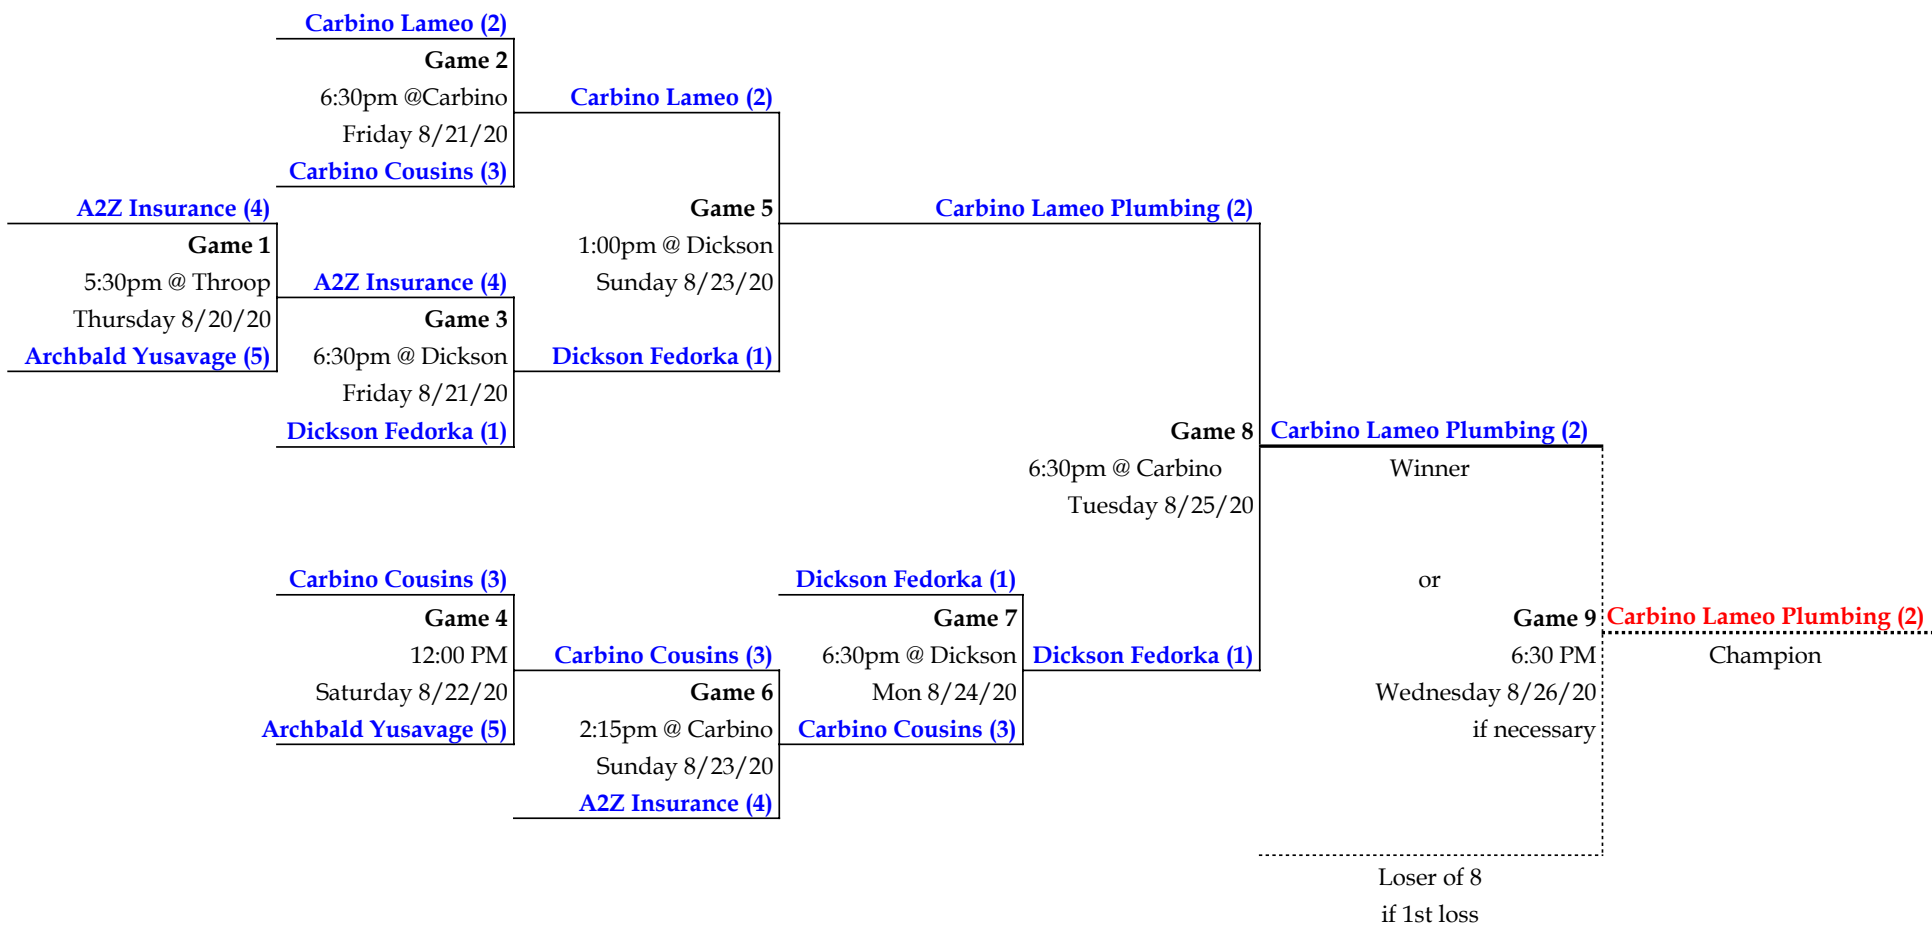 Carbino Lameo (2)
Game 2
6:30pm @Carbino
Friday 8/21/20
Carbino Cousins (3)
A2Z Insurance (4)
Game 1
5:30pm @ Throop
Thursday 8/20/20
Archbald Yusavage (5)
A2Z Insurance (4)
Game 3
6:30pm @ Dickson
Friday 8/21/20
Dickson Fedorka (1)
Carbino Lameo (2)
Game 5
1:00pm @ Dickson
Sunday 8/23/20
Dickson Fedorka (1)
Carbino Lameo Plumbing (2)
Game 8
6:30pm @ Carbino
Tuesday 8/25/20
Carbino Cousins (3)
Game 4
12:00 PM
Saturday 8/22/20
Archbald Yusavage (5)
Carbino Cousins (3)
Game 6
2:15pm @ Carbino
Sunday 8/23/20
A2Z Insurance (4)
Dickson Fedorka (1)
Game 7
6:30pm @ Dickson
Mon 8/24/20
Carbino Cousins (3)
Dickson Fedorka (1)
Carbino Lameo Plumbing (2)
Winner
or
Game 9
6:30 PM
Wednesday 8/26/20
if necessary
Loser of 8
if 1st loss
Carbino Lameo Plumbing (2)
Champion